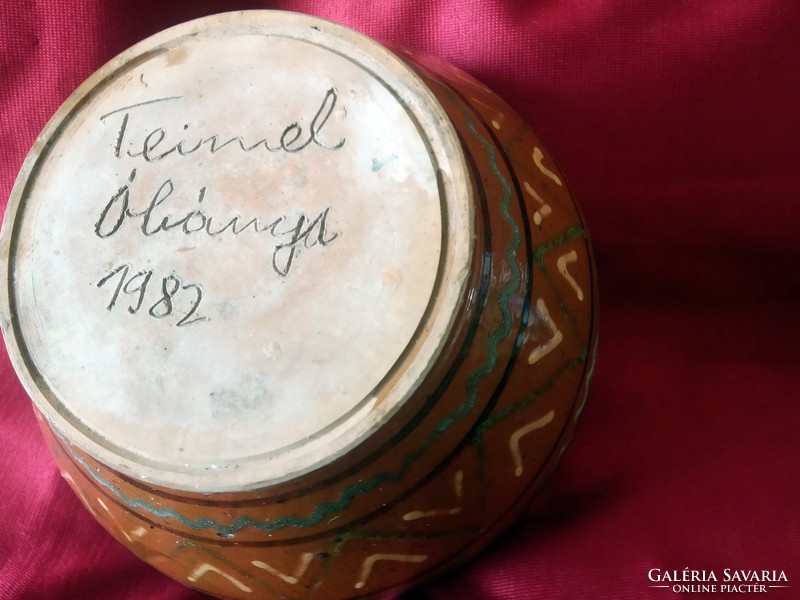 Teimel
Óbánya
1982
GALÉRIA SAVARIA
ONLINE PIACTÉR